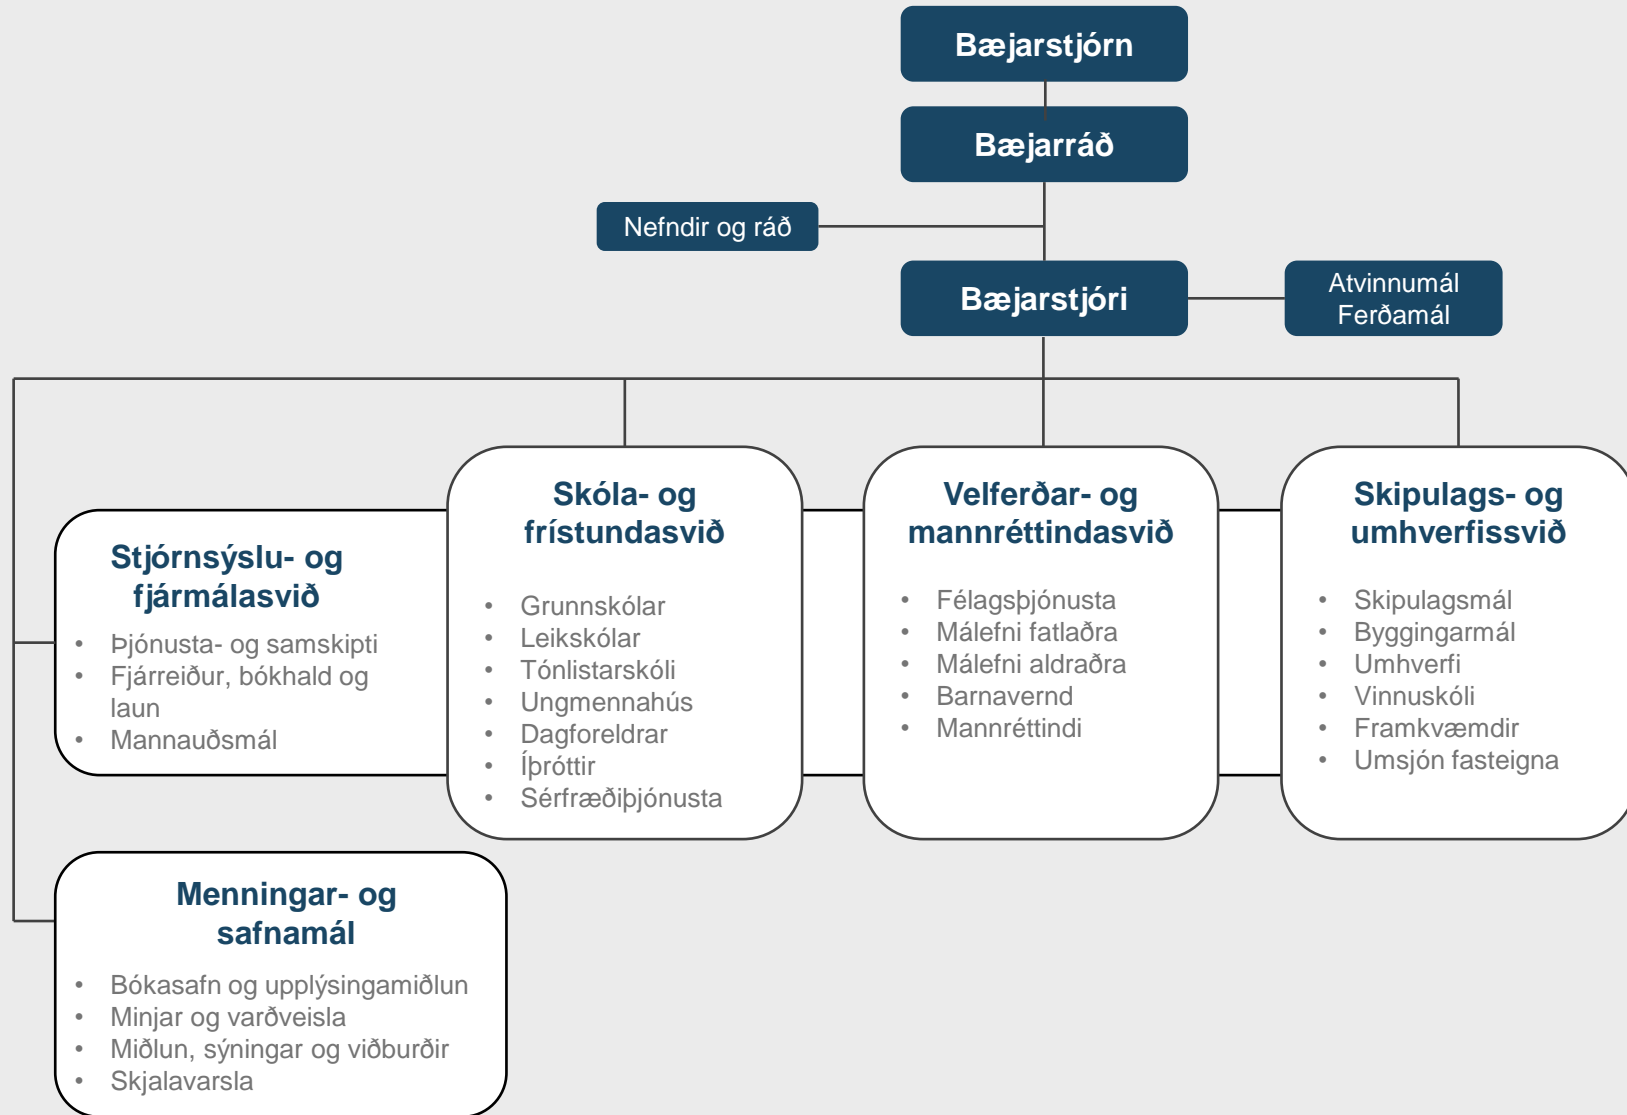 Bæjarstjórn
Bæjarráð
Nefndir og ráð
Bæjarstjóri
Atvinnumál
Ferðamál
Stjórnsýslu- og
fjármálasvið
• Þjónusta- og samskipti
• Fjárreiður, bókhald og
laun
• Mannauðsmál
Skóla- og
frístundasvið
• Grunnskólar
• Leikskólar
• Tónlistarskóli
• Ungmennahús
• Dagforeldrar
• Íþróttir
• Sérfræðiþjónusta
Velferðar- og
mannréttindasvið
• Félagsþjónusta
• Málefni fatlaðra
• Málefni aldraðra
• Barnavernd
• Mannréttindi
Skipulags- og
umhverfissvið
• Skipulagsmál
• Byggingarmál
• Umhverfi
• Vinnuskóli
• Framkvæmdir
• Umsjón fasteigna
Menningar- og
safnamál
• Bókasafn og upplýsingamiðlun
• Minjar og varðveisla
• Miðlun, sýningar og viðburðir
• Skjalavarsla